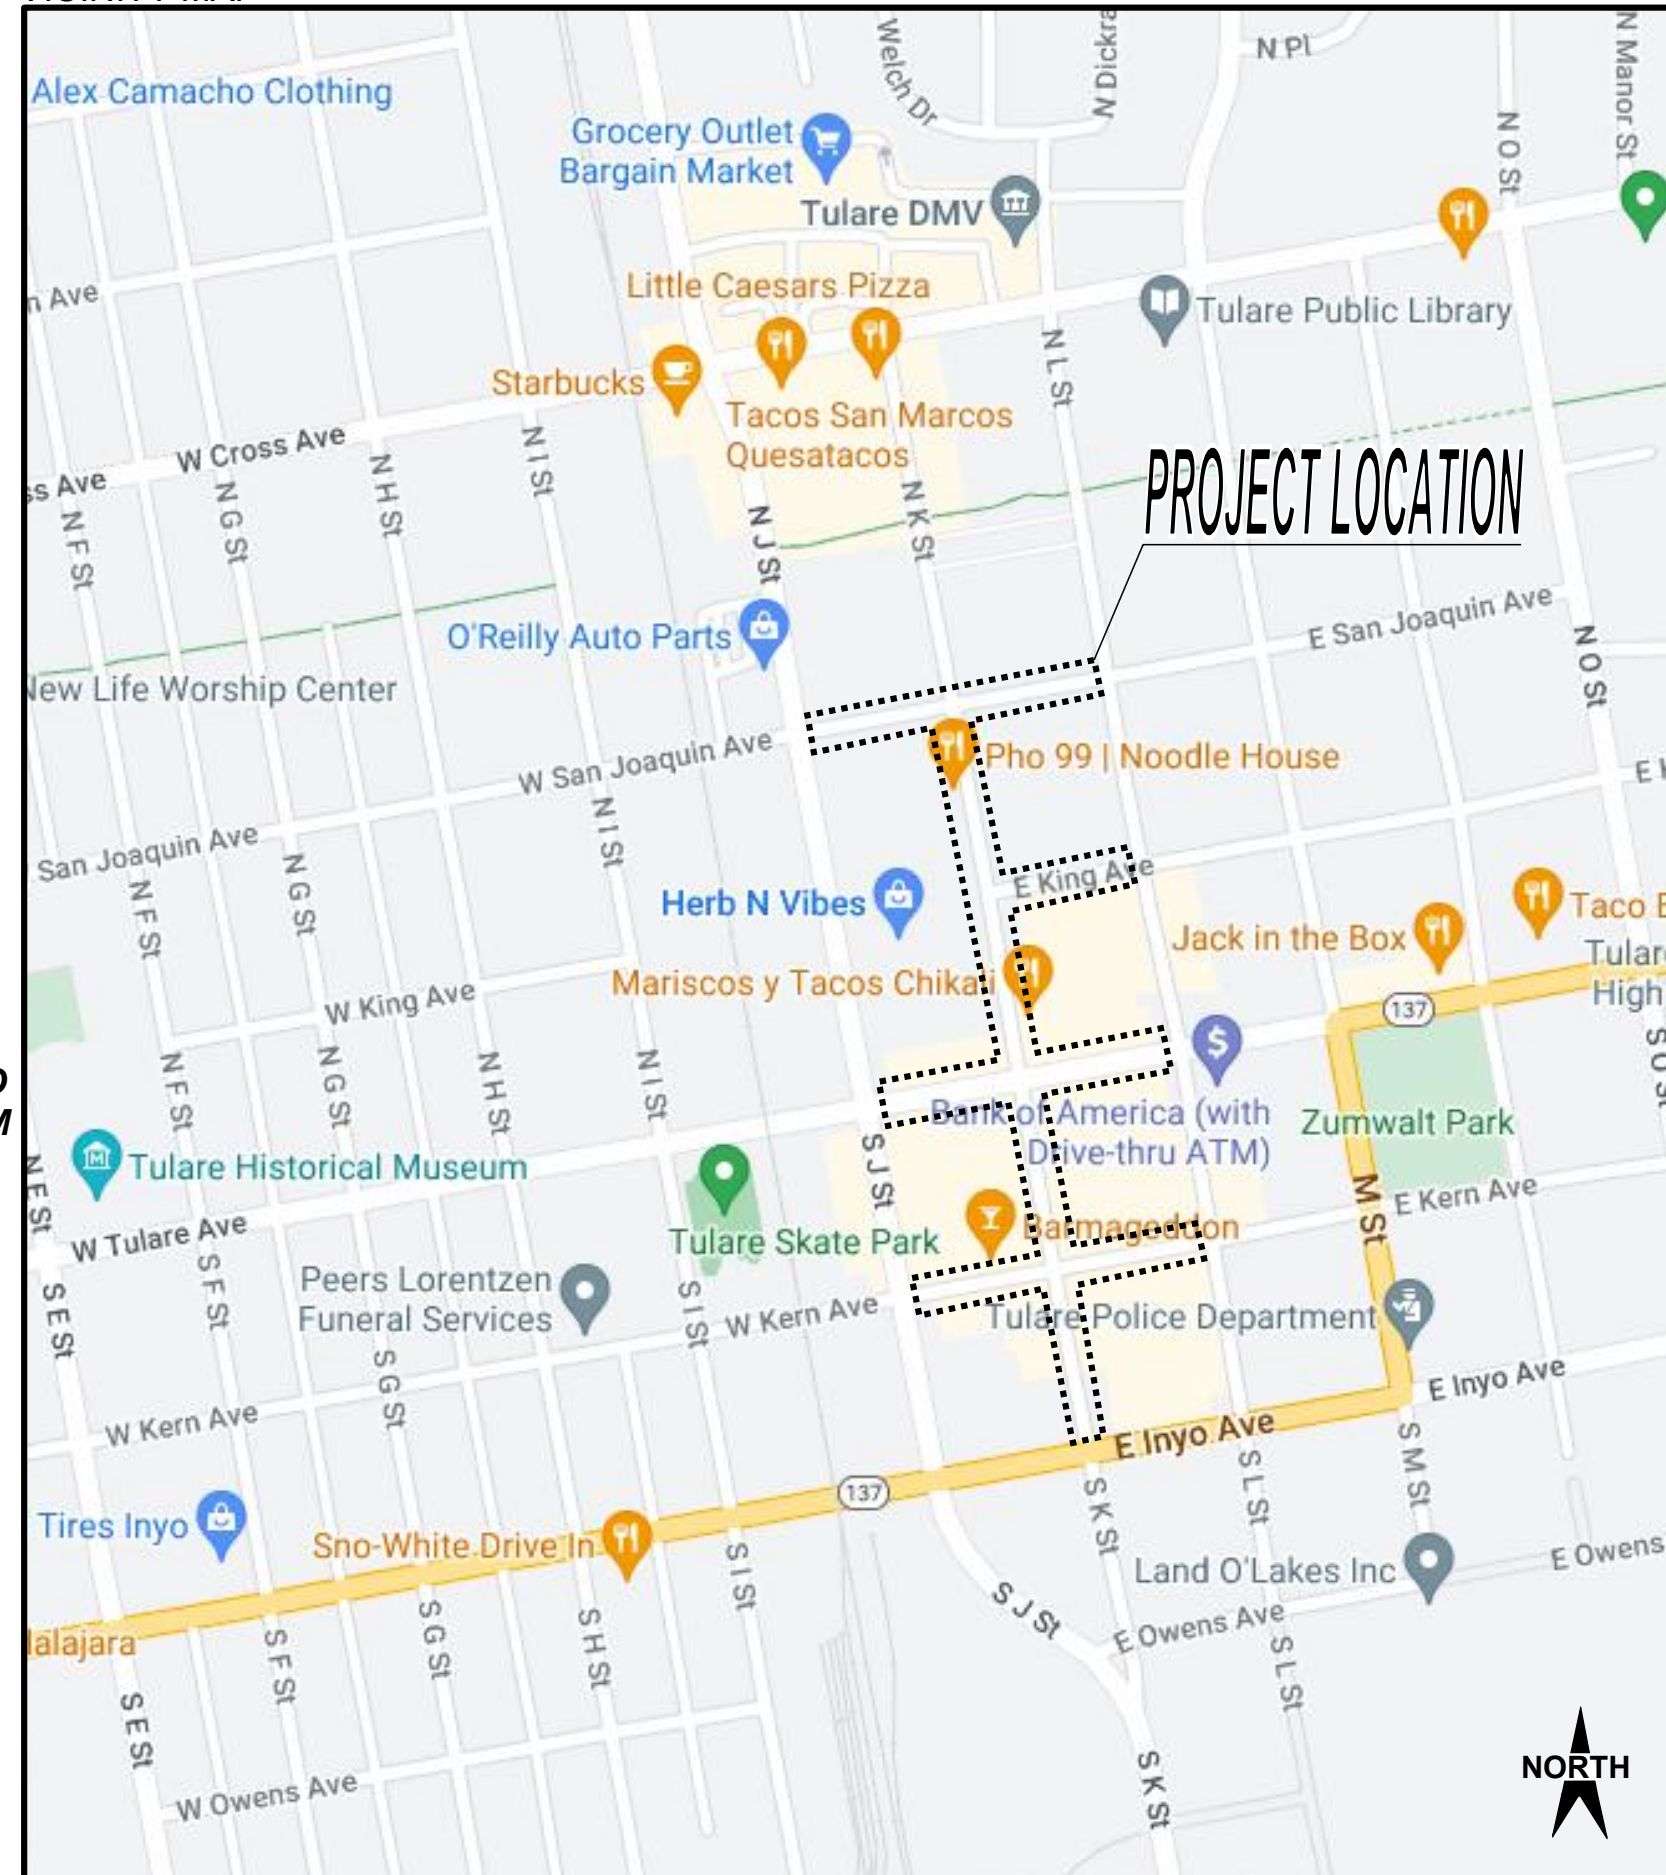 Welch Dr
N Pl
N Manor St
Alex Camacho Clothing
Grocery Outlet
Bargain Market
N O St
Tulare DMV
Little Caesars Pizza
Tulare Public Library
N L St
Starbucks
Tacos San Marcos
Quesatacos
W Cross Ave
N I St
N H St
N G St
N F St
N J St
N K St
PROJECT LOCATION
E San Joaquin Ave
O'Reilly Auto Parts
N O St
New Life Worship Center
W San Joaquin Ave
Pho 99 | Noodle House
N I St
San Joaquin Ave
N G St
N F St
E King Ave
Herb N Vibes
Jack in the Box
Taco
Mariscos y Tacos Chikali
High
137
W King Ave
N F St
N G St
N H St
N I St
Bank of America (with
Drive-thru ATM)
Zumwalt Park
Tulare Historical Museum
N E St
S J St
M St
E Kern Ave
W Tulare Ave
Tulare Skate Park
Barmageddon
S E St
S F St
Peers Lorentzen
Funeral Services
S I St
W Kern Ave
Tulare Police Department
S G St
W Kern Ave
E Inyo Ave
E Inyo Ave
S L St
S M St
137
S K St
Tires Inyo
Sno-White Drive In
S I St
Land O'Lakes Inc
E Owens
S J St
E Owens Ave
S F St
S G St
S H St
S L St
S E St
W Owens Ave
S K St
NORTH